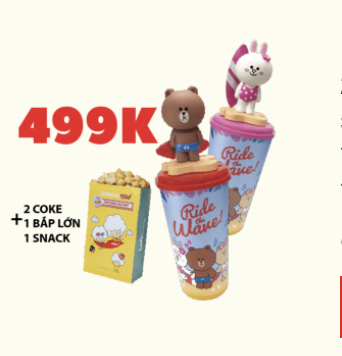 499K
+ 2 COKE
1 BẮP LỚN
1 SNACK
Ride
the
Wave!
Ride
the
Wave!